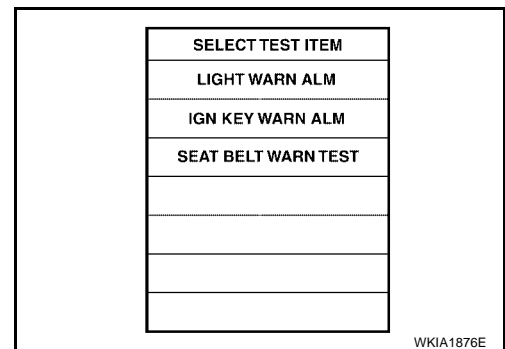 SELECT TEST ITEM
LIGHT WARN ALM
IGN KEY WARN ALM
SEAT BELT WARN TEST
WKIA1876E